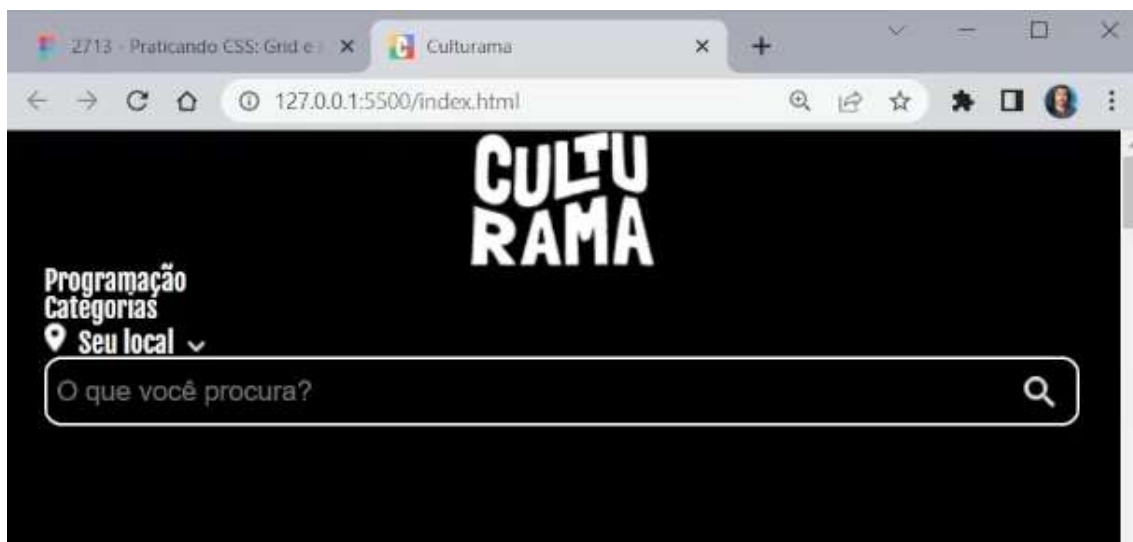 2713 - Praticando CSS: Grid e
Culturama
127.0.0.1:5500/index.html
CULTU
RAMA
Programação
Categorias
Seu local
O que você procura?